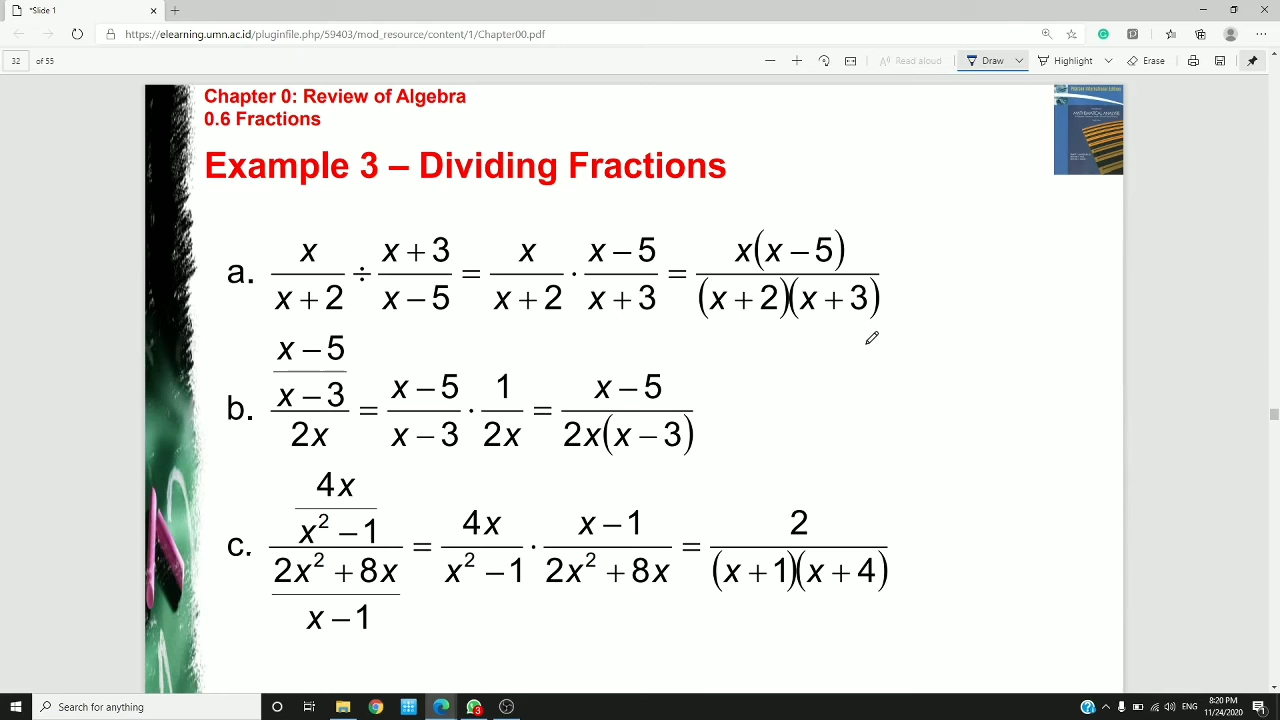 *Slide 1
https://elearning.umn.ac.id/pluginfile.php/59403/mod_resource/content/1/Chapter00.pdf
32 of 55
Read aloud Draw Highlight Erase
Chapter 0: Review of Algebra
0.6 Fractions
MATHEMATICAL ANALYSIS
Example 3 – Dividing Fractions
a. x/(x + 2) ÷ (x + 3)/(x − 5) = x/(x + 2) · (x − 5)/(x + 3) = x(x − 5)/((x + 2)(x + 3))
b. ((x − 5)/(x − 3))/(2x) = (x − 5)/(x − 3) · 1/(2x) = (x − 5)/(2x(x − 3))
c. (4x/(x² − 1))/((2x² + 8x)/(x − 1)) = 4x/(x² − 1) · (x − 1)/(2x² + 8x) = 2/((x + 1)(x + 4))
Search for anything
3
ENG
8:20 PM
11/24/2020
1